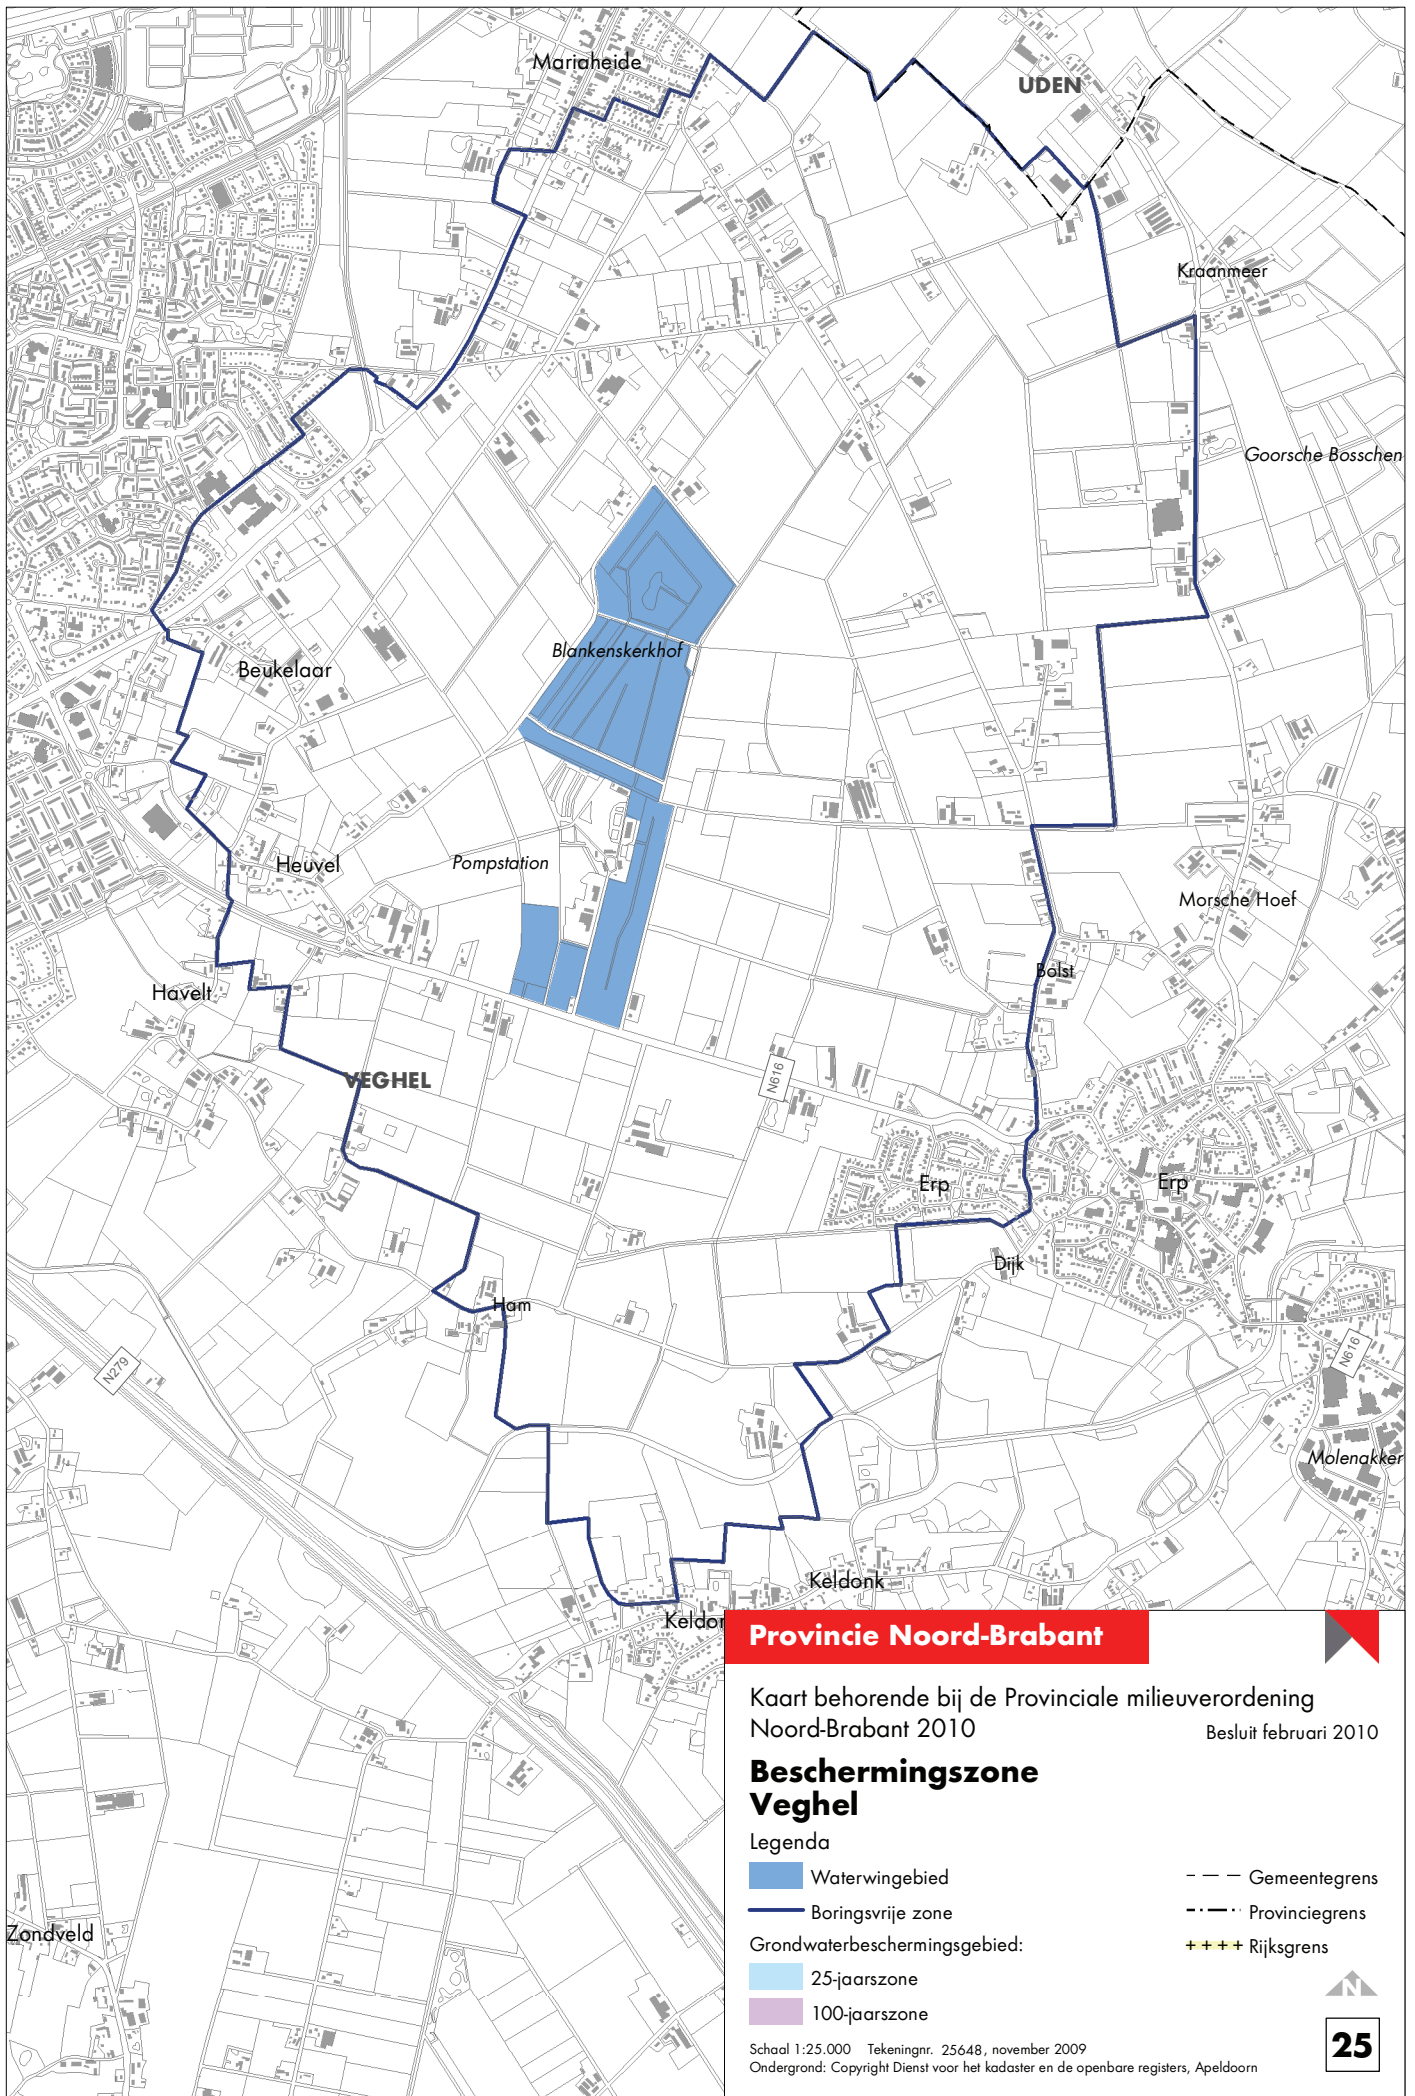 Mariaheide
UDEN
Kraanmeer
Goorsche Bosschen
Blankenskerkhof
Beukelaar
Heuvel
Pompstation
Morsche Hoef
Bolst
Havelt
VEGHEL
N616
Erp
Erp
Dijk
Ham
N279
N616
Molenakker
Keldonk
Keldor
Zondveld
Provincie Noord-Brabant
Kaart behorende bij de Provinciale milieuverordening
Noord-Brabant 2010
Besluit februari 2010
Beschermingszone
Veghel
Legenda
Waterwingebied
Boringsvrije zone
Grondwaterbeschermingsgebied:
25-jaarszone
100-jaarszone
Gemeentegrens
Provinciegrens
Rijksgrens
N
Schaal 1:25.000 Tekeningnr. 25648, november 2009
Ondergrond: Copyright Dienst voor het kadaster en de openbare registers, Apeldoorn
25